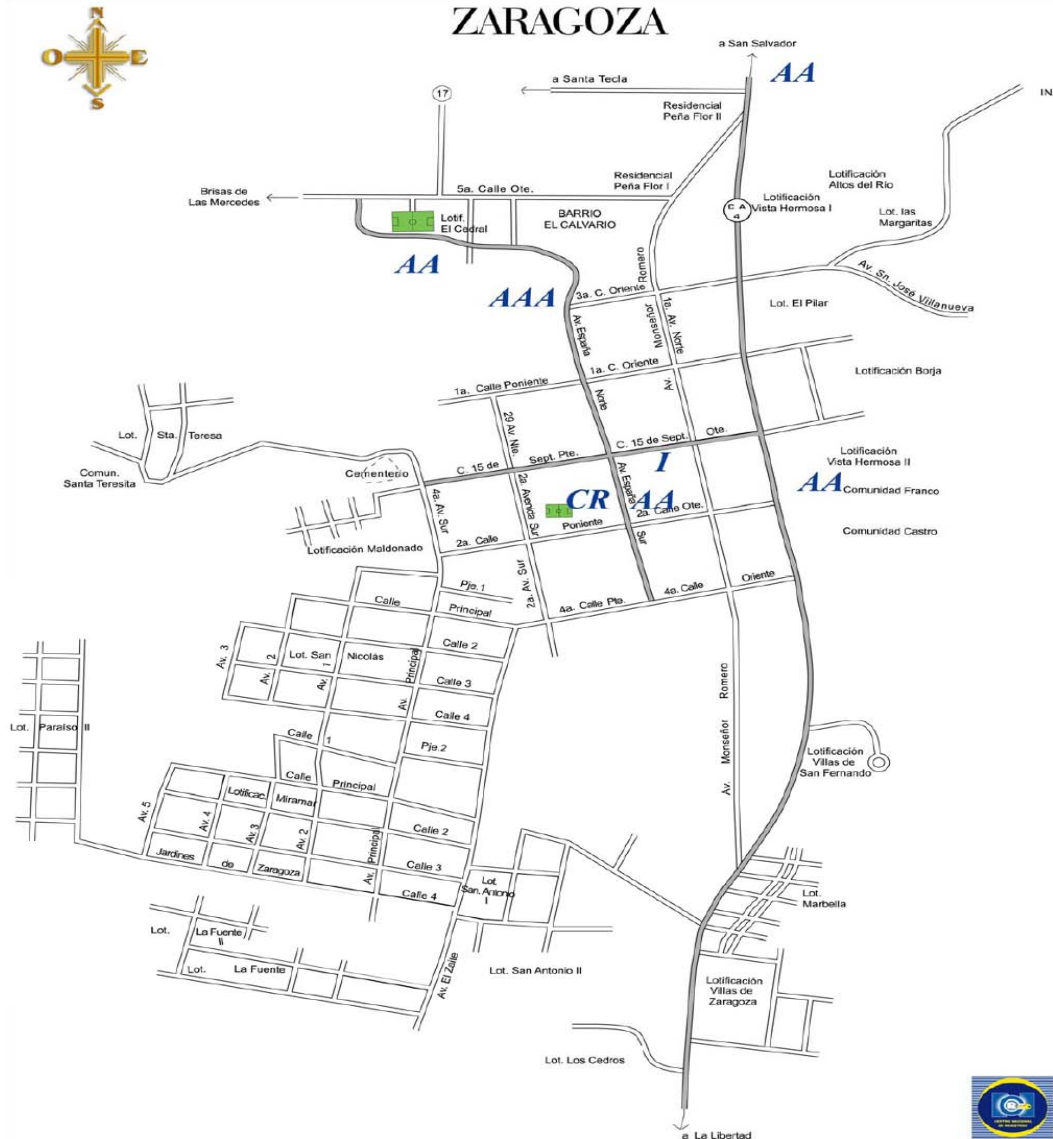 ZARAGOZA
N
O
E
S
a San Salvador
AA
a Santa Tecla
17
Residencial
Peña Flor II
IN
Brisas de
Las Mercedes
5a. Calle Ote.
Residencial
Peña Flor I
Lotificación
Altos del Río
C A
4
Lotificación
Vista Hermosa I
Lotif.
El Cedral
BARRIO
EL CALVARIO
Lot. las
Margaritas
AA
AAA
3a. C. Oriente
Romero
Monseñor
Av.
1a. Av. Norte
Av. Sn. José Villanueva
Lot. El Pilar
Av. España
Norte
1a. Calle Poniente
1a. C. Oriente
Lotificación Borja
29 Av. Nte.
Lot. Sta. Teresa
Comun.
Santa Teresita
Cementerio
C. 15 de Sept. Pte.
C. 15 de Sept. Ote.
I
Lotificación
Vista Hermosa II
AA
Comunidad Franco
4a. Av. Sur
2a. Avenida Sur
CR
AA
Av. España
Sur
2a. Calle Ote.
Comunidad Castro
2a. Calle Poniente
Lotificación Maldonado
2a. Av. Sur
Pje. 1
4a. Calle Pte.
4a. Calle Oriente
Calle Principal
Calle 2
Av. 3
Av. 2
Lot. San Nicolás
Av. 1
Av. Principal
Calle 3
Calle 4
Lot. Paraíso II
Calle 1
Pje. 2
Av. Monseñor Romero
Lotificación
Villas de
San Fernando
Calle Principal
Lotificac. Miramar
Av. 5
Av. 4
Av. 3
Av. 2
Av. Principal
Calle 2
Jardines de Zaragoza
Calle 3
Calle 4
Lot.
San. Antonio
I
Lot.
Marbella
Lot. La Fuente
II
Lot. La Fuente
Av. El Zaite
Lot. San Antonio II
Lotificación
Villas de
Zaragoza
Lot. Los Cedros
a La Libertad
CENTRO NACIONAL
DE REGISTROS